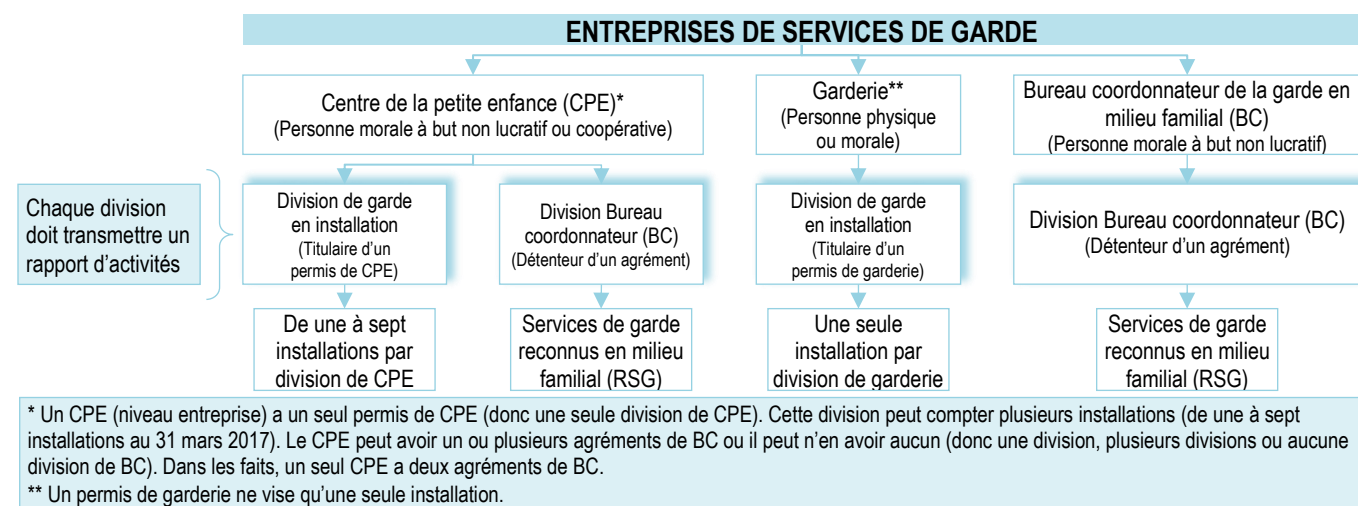 ENTREPRISES DE SERVICES DE GARDE
Centre de la petite enfance (CPE)*
(Personne morale à but non lucratif ou coopérative)
Garderie**
(Personne physique
ou morale)
Bureau coordonnateur de la garde en
milieu familial (BC)
(Personne morale à but non lucratif)
Chaque division
doit transmettre un
rapport d’activités
Division de garde
en installation
(Titulaire d’un
permis de CPE)
Division Bureau
coordonnateur (BC)
(Détenteur d’un agrément)
Division de garde
en installation
(Titulaire d’un
permis de garderie)
Division Bureau coordonnateur (BC)
(Détenteur d’un agrément)
De une à sept
installations par
division de CPE
Services de garde
reconnus en milieu
familial (RSG)
Une seule
installation par
division de garderie
Services de garde
reconnus en milieu
familial (RSG)
* Un CPE (niveau entreprise) a un seul permis de CPE (donc une seule division de CPE). Cette division peut compter plusieurs installations (de une à sept
installations au 31 mars 2017). Le CPE peut avoir un ou plusieurs agréments de BC ou il peut n’en avoir aucun (donc une division, plusieurs divisions ou aucune
division de BC). Dans les faits, un seul CPE a deux agréments de BC.
** Un permis de garderie ne vise qu’une seule installation.